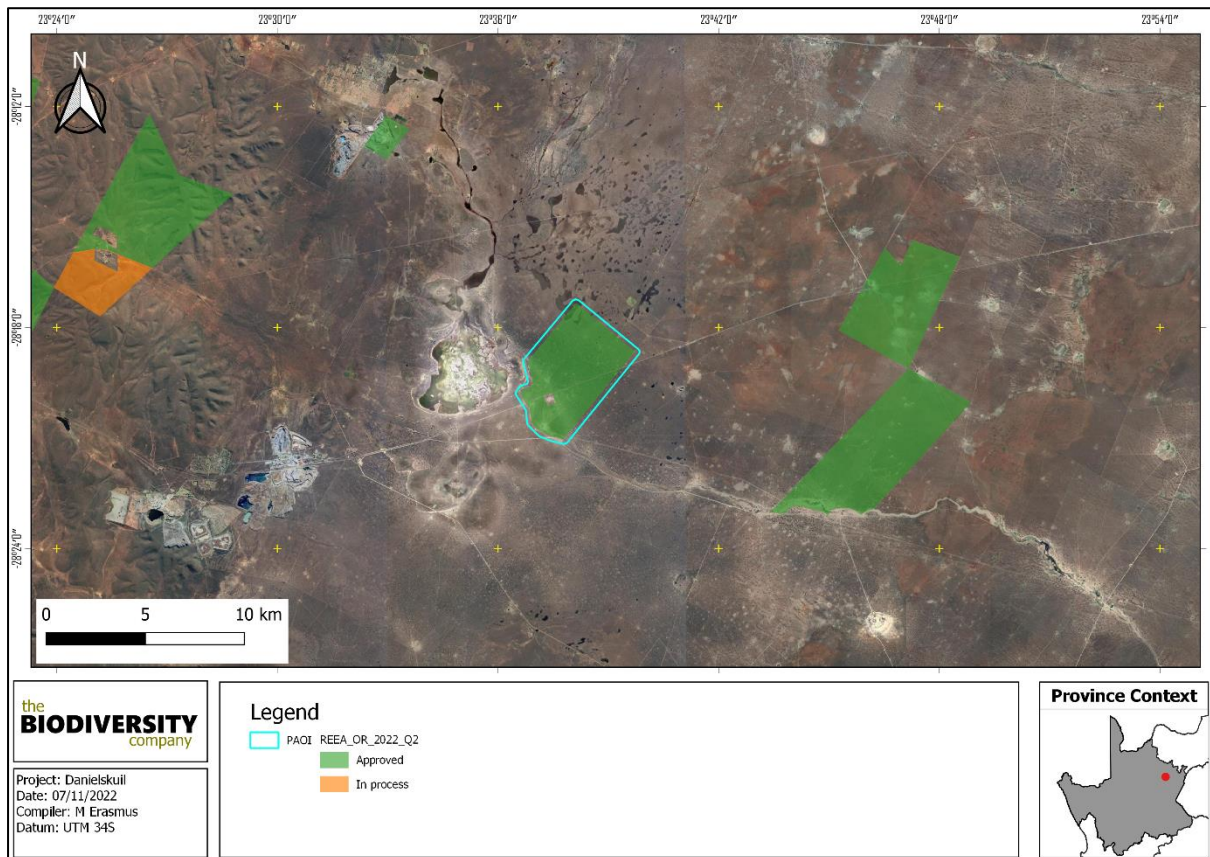 23°24'0″ 23°30'0″ 23°36'0″ 23°42'0″ 23°48'0″ 23°54'0″
N
-28°12'0″
-28°18'0″
-28°24'0″
0 5 10 km
the
BIODIVERSITY
company
Project: Danielskuil
Date: 07/11/2022
Compiler: M Erasmus
Datum: UTM 34S
Legend
PAOI REEA_OR_2022_Q2
Approved
In process
Province Context